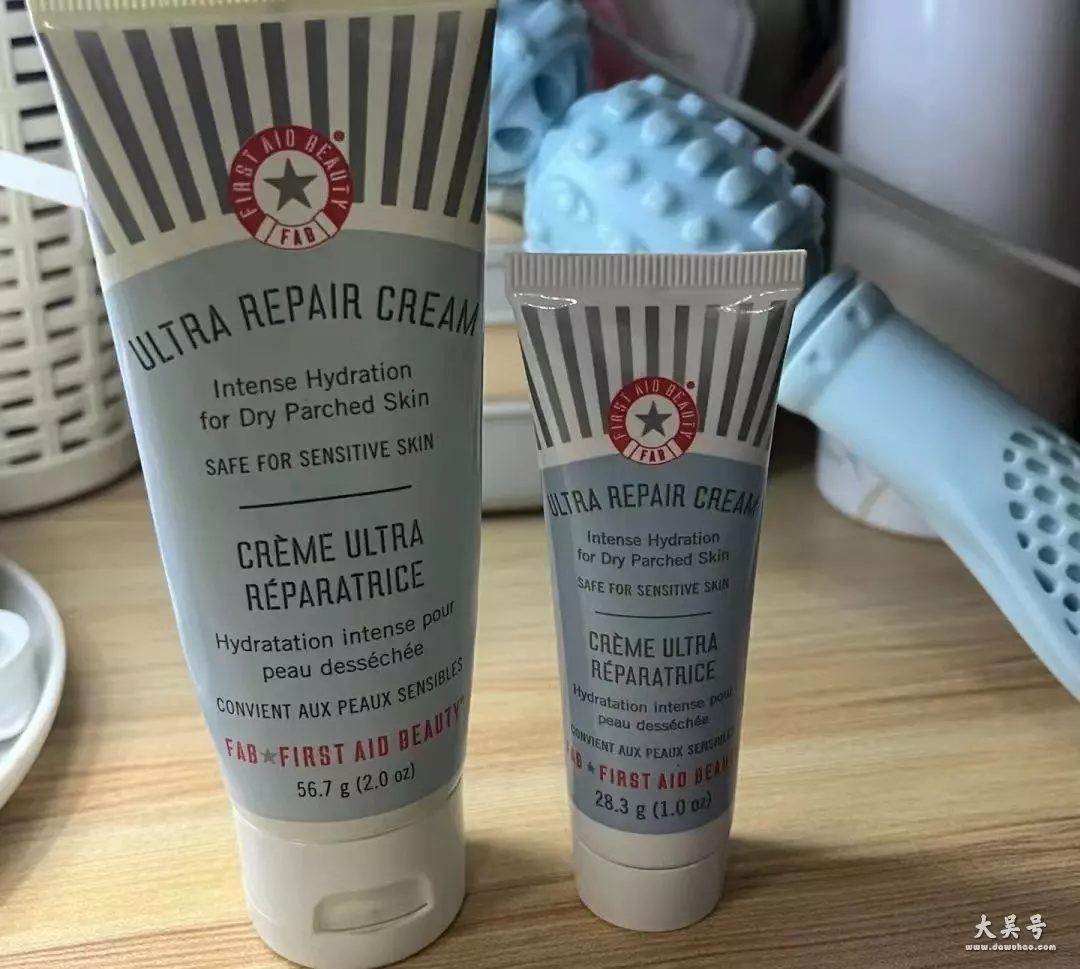 FIRST AID BEAUTY
FAB
ULTRA REPAIR CREAM
Intense Hydration
for Dry Parched Skin
SAFE FOR SENSITIVE SKIN
CRÈME ULTRA
RÉPARATRICE
Hydratation intense pour
peau desséchée
CONVIENT AUX PEAUX SENSIBLES
FAB★FIRST AID BEAUTY™
56.7 g (2.0 oz)
FIRST AID BEAUTY
FAB
ULTRA REPAIR CREAM
Intense Hydration
for Dry Parched Skin
SAFE FOR SENSITIVE SKIN
CRÈME ULTRA
RÉPARATRICE
Hydratation intense pour
peau desséchée
CONVIENT AUX PEAUX SENSIBLES
FAB★FIRST AID BEAU
28.3 g (1.0 oz)
大吴号
www.dawuhao.com